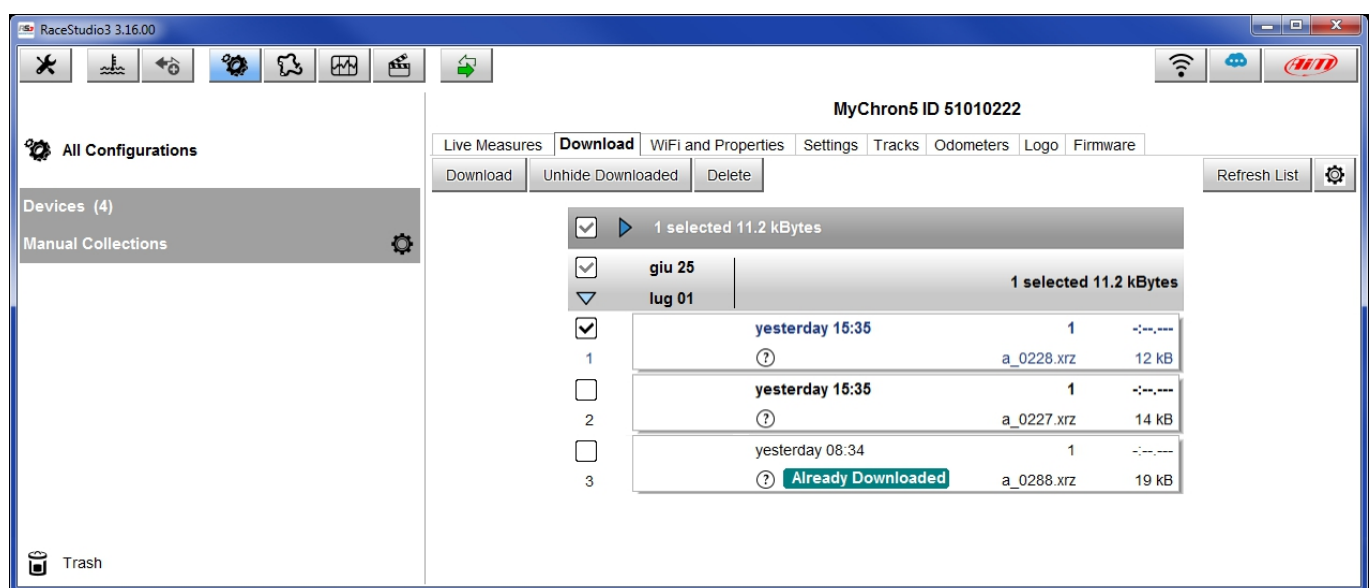 RaceStudio3 3.16.00
AiM
MyChron5 ID 51010222
All Configurations
Live Measures Download WiFi and Properties Settings Tracks Odometers Logo Firmware
Download Unhide Downloaded Delete Refresh List
Devices (4)
Manual Collections
1 selected 11.2 kBytes
giu 25
1 selected 11.2 kBytes
lug 01
yesterday 15:35 1 -:--.---
1 ? a_0228.xrz 12 kB
yesterday 15:35 1 -:--.---
2 ? a_0227.xrz 14 kB
yesterday 08:34 1 -:--.---
3 ? Already Downloaded a_0288.xrz 19 kB
Trash